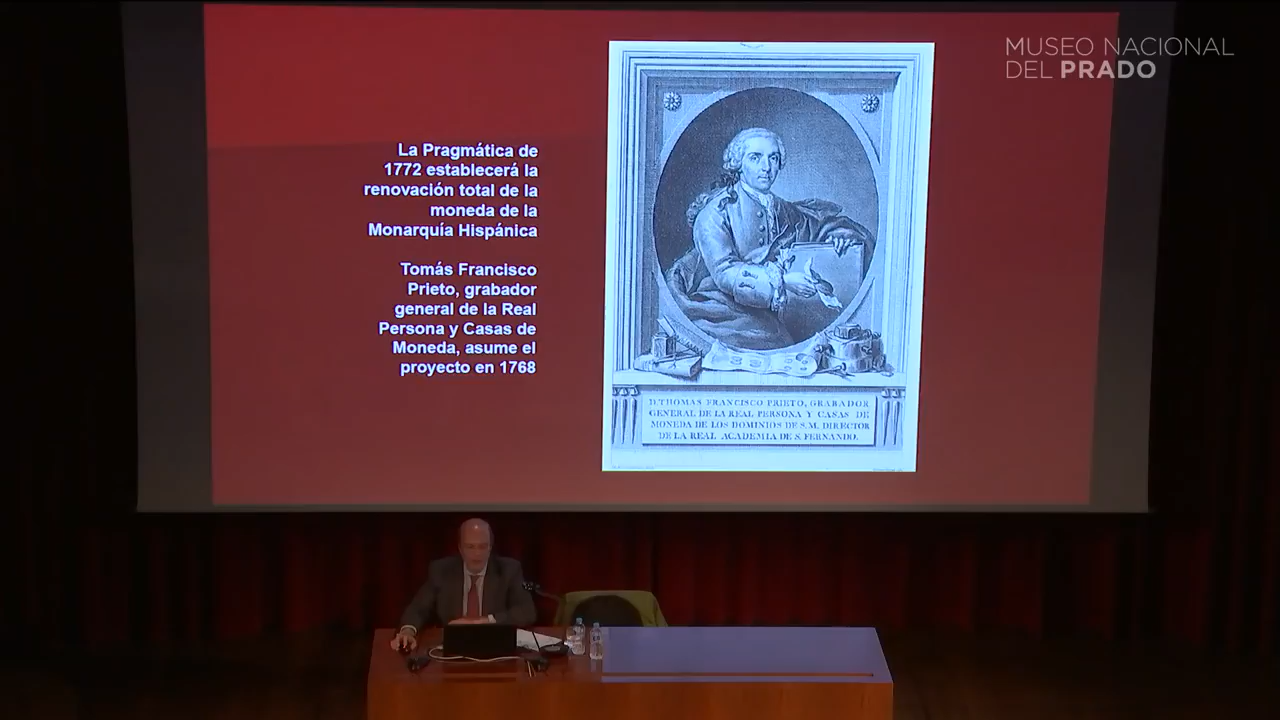 MUSEO NACIONAL
DEL PRADO
La Pragmática de
1772 establecerá la
renovación total de la
moneda de la
Monarquía Hispánica
Tomás Francisco
Prieto, grabador
general de la Real
Persona y Casas de
Moneda, asume el
proyecto en 1768
D. THOMAS FRANCISCO PRIETO, GRABADOR
GENERAL DE LA REAL PERSONA Y CASAS DE
MONEDA DE LOS DOMINIOS DE S.M. DIRECTOR
DE LA REAL ACADEMIA DE S. FERNANDO.